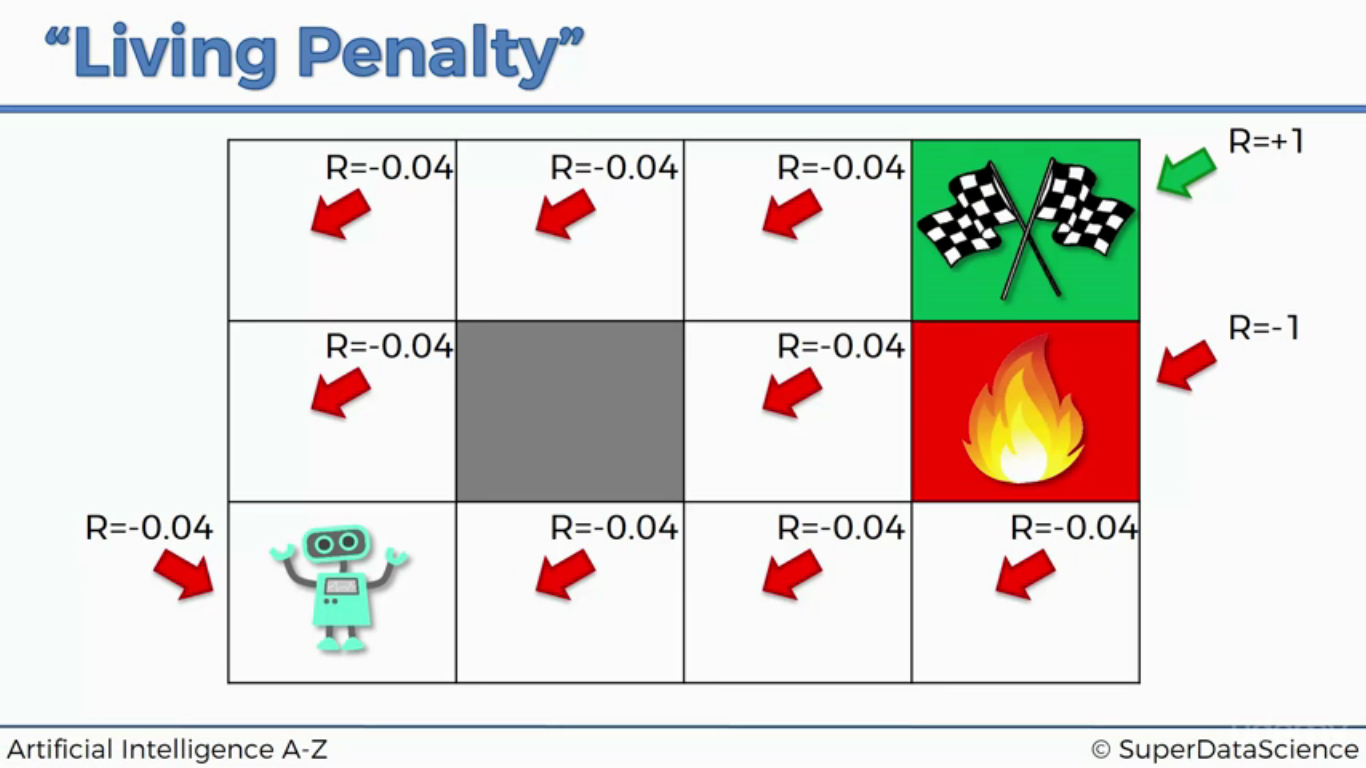 “Living Penalty”
R=+1
R=-0.04 R=-0.04 R=-0.04
R=-1
R=-0.04 R=-0.04
R=-0.04 R=-0.04 R=-0.04 R=-0.04
Artificial Intelligence A-Z © SuperDataScience